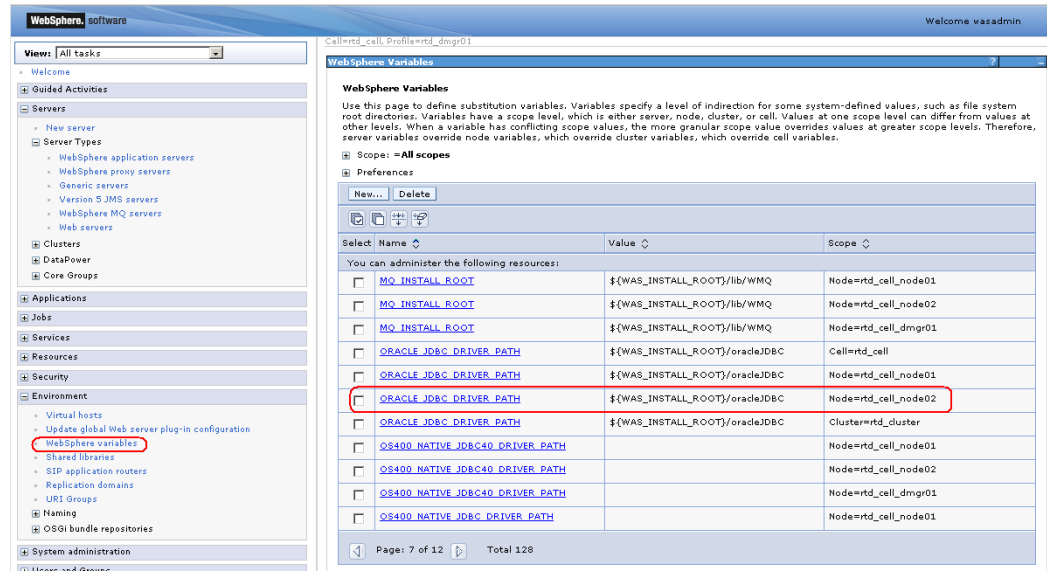 WebSphere. software
Welcome wasadmin
View: All tasks
Welcome
Guided Activities
Servers
New server
Server Types
WebSphere application servers
WebSphere proxy servers
Generic servers
Version 5 JMS servers
WebSphere MQ servers
Web servers
Clusters
DataPower
Core Groups
Applications
Jobs
Services
Resources
Security
Environment
Virtual hosts
Update global Web server plug-in configuration
WebSphere variables
Shared libraries
SIP application routers
Replication domains
URI Groups
Naming
OSGi bundle repositories
System administration
Users and Groups
Cell=rtd_cell, Profile=rtd_dmgr01
WebSphere Variables ? –
WebSphere Variables
Use this page to define substitution variables. Variables specify a level of indirection for some system-defined values, such as file system
root directories. Variables have a scope level, which is either server, node, cluster, or cell. Values at one scope level can differ from values at
other levels. When a variable has conflicting scope values, the more granular scope value overrides values at greater scope levels. Therefore,
server variables override node variables, which override cluster variables, which override cell variables.
Scope: =All scopes
Preferences
New... Delete
Select Name Value Scope
You can administer the following resources:
MQ_INSTALL_ROOT ${WAS_INSTALL_ROOT}/lib/WMQ Node=rtd_cell_node01
MQ_INSTALL_ROOT ${WAS_INSTALL_ROOT}/lib/WMQ Node=rtd_cell_node02
MQ_INSTALL_ROOT ${WAS_INSTALL_ROOT}/lib/WMQ Node=rtd_cell_dmgr01
ORACLE_JDBC_DRIVER_PATH ${WAS_INSTALL_ROOT}/oracleJDBC Cell=rtd_cell
ORACLE_JDBC_DRIVER_PATH ${WAS_INSTALL_ROOT}/oracleJDBC Node=rtd_cell_node01
ORACLE_JDBC_DRIVER_PATH ${WAS_INSTALL_ROOT}/oracleJDBC Node=rtd_cell_node02
ORACLE_JDBC_DRIVER_PATH ${WAS_INSTALL_ROOT}/oracleJDBC Cluster=rtd_cluster
OS400_NATIVE_JDBC40_DRIVER_PATH Node=rtd_cell_node01
OS400_NATIVE_JDBC40_DRIVER_PATH Node=rtd_cell_node02
OS400_NATIVE_JDBC40_DRIVER_PATH Node=rtd_cell_dmgr01
OS400_NATIVE_JDBC_DRIVER_PATH Node=rtd_cell_node01
Page: 7 of 12 Total 128